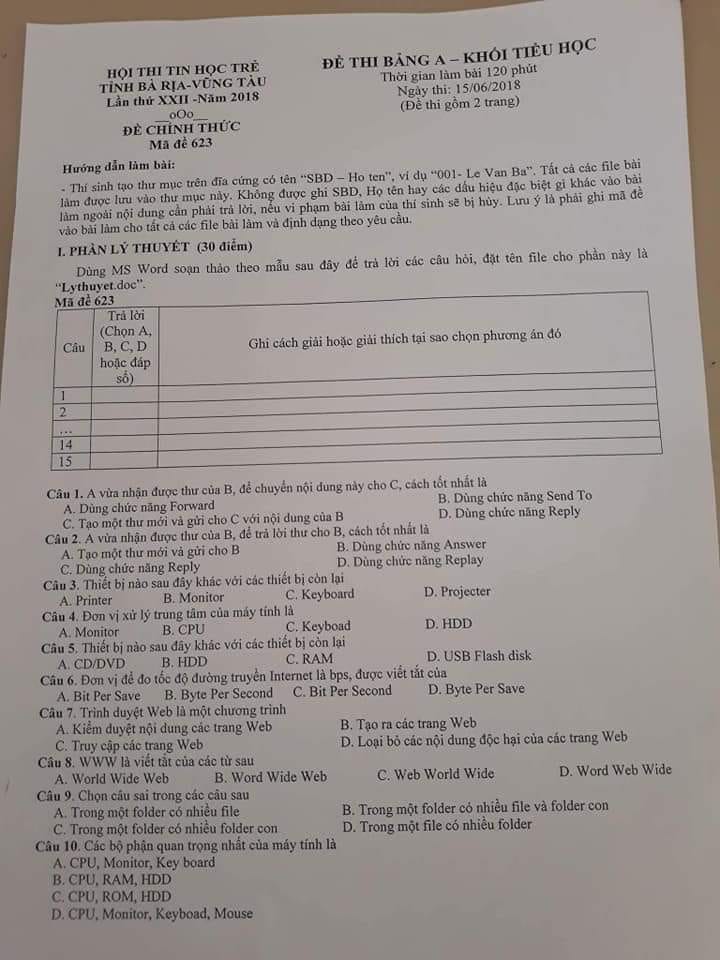 HỘI THI TIN HỌC TRẺ
TỈNH BÀ RỊA-VŨNG TÀU
Lần thứ XXII -Năm 2018
__oOo__
ĐỀ CHÍNH THỨC
Mã đề 623
ĐỀ THI BẢNG A – KHỐI TIỂU HỌC
Thời gian làm bài 120 phút
Ngày thi: 15/06/2018
(Đề thi gồm 2 trang)
Hướng dẫn làm bài:
- Thí sinh tạo thư mục trên đĩa cứng có tên “SBD – Ho ten”, ví dụ “001- Le Van Ba”. Tất cả các file bài
làm được lưu vào thư mục này. Không được ghi SBD, Họ tên hay các dấu hiệu đặc biệt gì khác vào bài
làm ngoài nội dung cần phải trả lời, nếu vi phạm bài làm của thí sinh sẽ bị hủy. Lưu ý là phải ghi mã đề
vào bài làm cho tất cả các file bài làm và định dạng theo yêu cầu.
I. PHẦN LÝ THUYẾT (30 điểm)
Dùng MS Word soạn thảo theo mẫu sau đây để trả lời các câu hỏi, đặt tên file cho phần này là
“Lythuyet.doc”.
Mã đề 623
Câu
Trả lời
(Chọn A,
B, C, D
hoặc đáp
số)
Ghi cách giải hoặc giải thích tại sao chọn phương án đó
1
2
...
14
15
Câu 1. A vừa nhận được thư của B, để chuyển nội dung này cho C, cách tốt nhất là
A. Dùng chức năng Forward B. Dùng chức năng Send To
C. Tạo một thư mới và gửi cho C với nội dung của B D. Dùng chức năng Reply
Câu 2. A vừa nhận được thư của B, để trả lời thư cho B, cách tốt nhất là
A. Tạo một thư mới và gửi cho B B. Dùng chức năng Answer
C. Dùng chức năng Reply D. Dùng chức năng Replay
Câu 3. Thiết bị nào sau đây khác với các thiết bị còn lại
A. Printer B. Monitor C. Keyboard D. Projecter
Câu 4. Đơn vị xử lý trung tâm của máy tính là
A. Monitor B. CPU C. Keyboad D. HDD
Câu 5. Thiết bị nào sau đây khác với các thiết bị còn lại
A. CD/DVD B. HDD C. RAM D. USB Flash disk
Câu 6. Đơn vị để đo tốc độ đường truyền Internet là bps, được viết tắt của
A. Bit Per Save B. Byte Per Second C. Bit Per Second D. Byte Per Save
Câu 7. Trình duyệt Web là một chương trình
A. Kiểm duyệt nội dung các trang Web B. Tạo ra các trang Web
C. Truy cập các trang Web D. Loại bỏ các nội dung độc hại của các trang Web
Câu 8. WWW là viết tắt của các từ sau
A. World Wide Web B. Word Wide Web C. Web World Wide D. Word Web Wide
Câu 9. Chọn câu sai trong các câu sau
A. Trong một folder có nhiều file B. Trong một folder có nhiều file và folder con
C. Trong một folder có nhiều folder con D. Trong một file có nhiều folder
Câu 10. Các bộ phận quan trọng nhất của máy tính là
A. CPU, Monitor, Key board
B. CPU, RAM, HDD
C. CPU, ROM, HDD
D. CPU, Monitor, Keyboad, Mouse